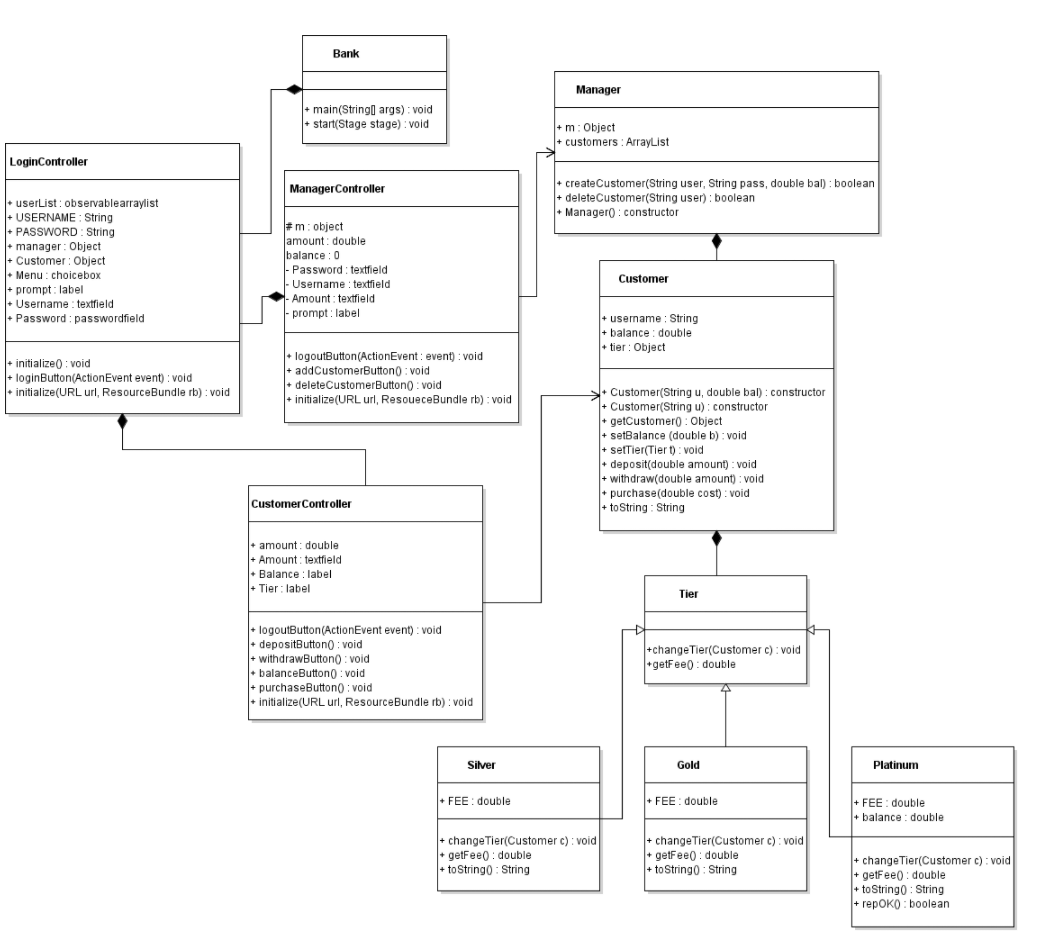 Bank
+ main(String[] args) : void
+ start(Stage stage) : void
Manager
+ m : Object
+ customers : ArrayList
+ createCustomer(String user, String pass, double bal) : boolean
+ deleteCustomer(String user) : boolean
+ Manager() : constructor
LoginController
+ userList : observablearraylist
+ USERNAME : String
+ PASSWORD : String
+ manager : Object
+ Customer : Object
+ Menu : choicebox
+ prompt : label
+ Username : textfield
+ Password : passwordfield
+ initialize() : void
+ loginButton(ActionEvent event) : void
+ initialize(URL url, ResourceBundle rb) : void
ManagerController
# m : object
amount : double
balance : 0
- Password : textfield
- Username : textfield
- Amount : textfield
- prompt : label
+ logoutButton(ActionEvent : event) : void
+ addCustomerButton() : void
+ deleteCustomerButton() : void
+ initialize(URL url, ResoueceBundle rb) : void
Customer
+ username : String
+ balance : double
+ tier : Object
+ Customer(String u, double bal) : constructor
+ Customer(String u) : constructor
+ getCustomer() : Object
+ setBalance (double b) : void
+ setTier(Tier t) : void
+ deposit(double amount) : void
+ withdraw(double amount) : void
+ purchase(double cost) : void
+ toString : String
CustomerController
+ amount : double
+ Amount : textfield
+ Balance : label
+ Tier : label
+ logoutButton(ActionEvent event) : void
+ depositButton() : void
+ withdrawButton() : void
+ balanceButton() : void
+ purchaseButton() : void
+ initialize(URL url, ResourceBundle rb) : void
Tier
+changeTier(Customer c) : void
+getFee() : double
Silver
+ FEE : double
+ changeTier(Customer c) : void
+ getFee() : double
+ toString() : String
Gold
+ FEE : double
+ changeTier(Customer c) : void
+ getFee() : double
+ toString() : String
Platinum
+ FEE : double
+ balance : double
+ changeTier(Customer c) : void
+ getFee() : double
+ toString() : String
+ repOK() : boolean